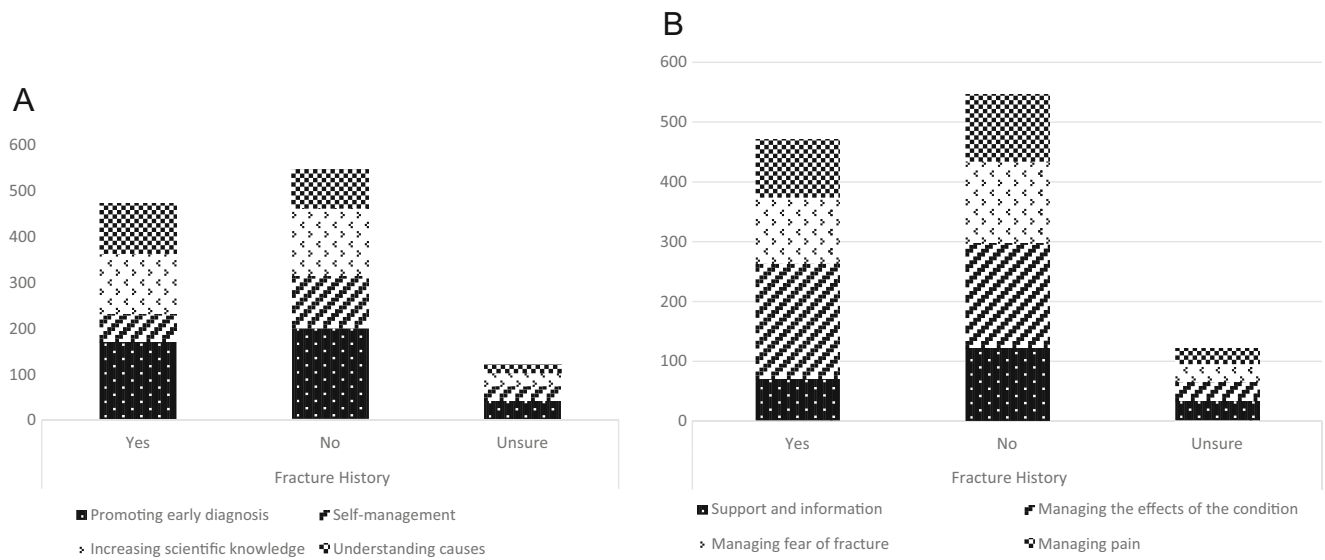 A
600
500
400
300
200
100
0
Yes No Unsure
Fracture History
Promoting early diagnosis Self-management
Increasing scientific knowledge Understanding causes
B
600
500
400
300
200
100
0
Yes No Unsure
Fracture History
Support and information Managing the effects of the condition
Managing fear of fracture Managing pain